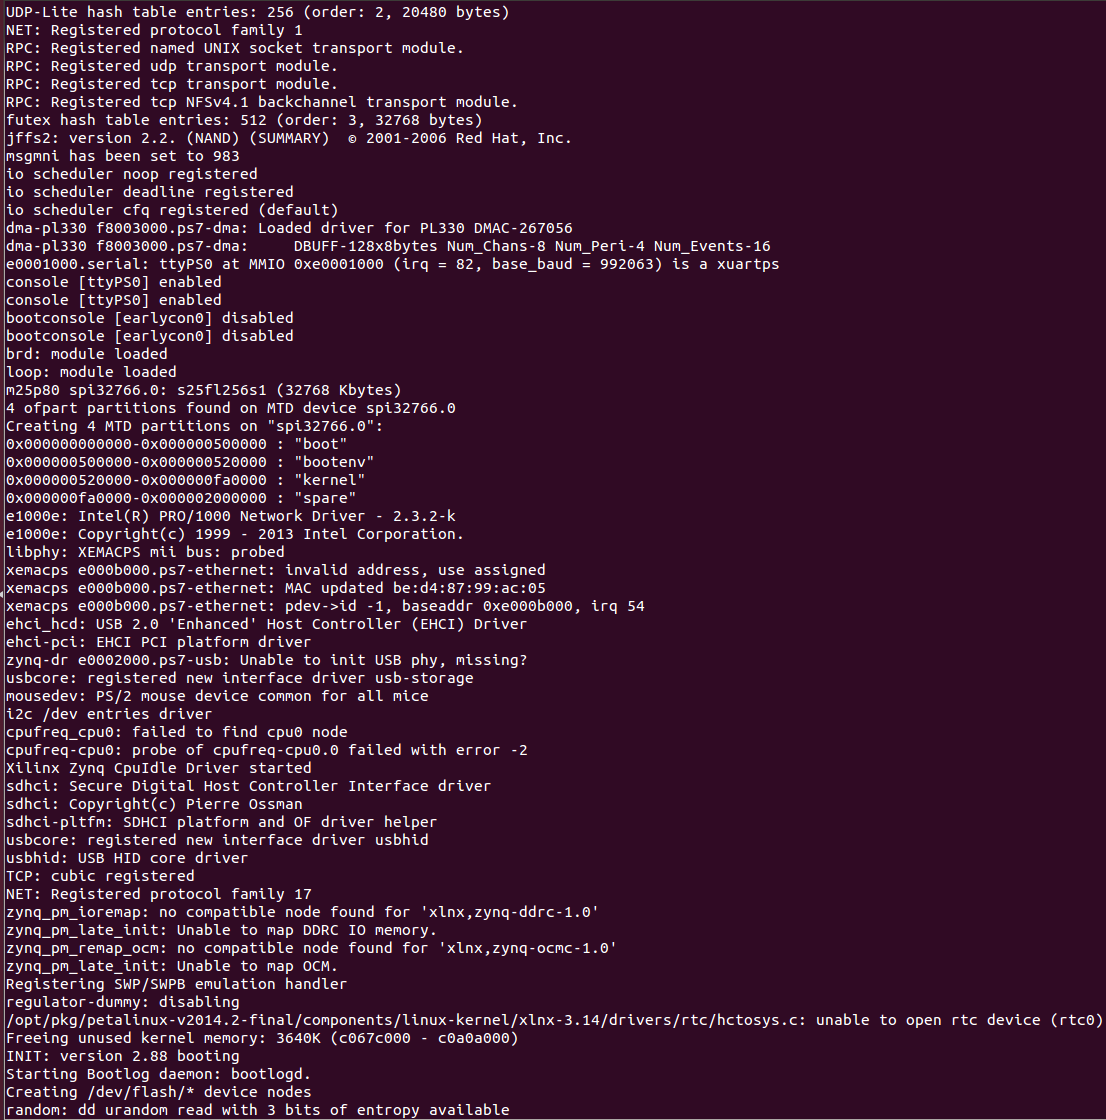 UDP-Lite hash table entries: 256 (order: 2, 20480 bytes)
NET: Registered protocol family 1
RPC: Registered named UNIX socket transport module.
RPC: Registered udp transport module.
RPC: Registered tcp transport module.
RPC: Registered tcp NFSv4.1 backchannel transport module.
futex hash table entries: 512 (order: 3, 32768 bytes)
jffs2: version 2.2. (NAND) (SUMMARY)  © 2001-2006 Red Hat, Inc.
msgmni has been set to 983
io scheduler noop registered
io scheduler deadline registered
io scheduler cfq registered (default)
dma-pl330 f8003000.ps7-dma: Loaded driver for PL330 DMAC-267056
dma-pl330 f8003000.ps7-dma:     DBUFF-128x8bytes Num_Chans-8 Num_Peri-4 Num_Events-16
e0001000.serial: ttyPS0 at MMIO 0xe0001000 (irq = 82, base_baud = 992063) is a xuartps
console [ttyPS0] enabled
console [ttyPS0] enabled
bootconsole [earlycon0] disabled
bootconsole [earlycon0] disabled
brd: module loaded
loop: module loaded
m25p80 spi32766.0: s25fl256s1 (32768 Kbytes)
4 ofpart partitions found on MTD device spi32766.0
Creating 4 MTD partitions on "spi32766.0":
0x000000000000-0x000000500000 : "boot"
0x000000500000-0x000000520000 : "bootenv"
0x000000520000-0x000000fa0000 : "kernel"
0x000000fa0000-0x000002000000 : "spare"
e1000e: Intel(R) PRO/1000 Network Driver - 2.3.2-k
e1000e: Copyright(c) 1999 - 2013 Intel Corporation.
libphy: XEMACPS mii bus: probed
xemacps e000b000.ps7-ethernet: invalid address, use assigned
xemacps e000b000.ps7-ethernet: MAC updated be:d4:87:99:ac:05
xemacps e000b000.ps7-ethernet: pdev->id -1, baseaddr 0xe000b000, irq 54
ehci_hcd: USB 2.0 'Enhanced' Host Controller (EHCI) Driver
ehci-pci: EHCI PCI platform driver
zynq-dr e0002000.ps7-usb: Unable to init USB phy, missing?
usbcore: registered new interface driver usb-storage
mousedev: PS/2 mouse device common for all mice
i2c /dev entries driver
cpufreq_cpu0: failed to find cpu0 node
cpufreq-cpu0: probe of cpufreq-cpu0.0 failed with error -2
Xilinx Zynq CpuIdle Driver started
sdhci: Secure Digital Host Controller Interface driver
sdhci: Copyright(c) Pierre Ossman
sdhci-pltfm: SDHCI platform and OF driver helper
usbcore: registered new interface driver usbhid
usbhid: USB HID core driver
TCP: cubic registered
NET: Registered protocol family 17
zynq_pm_ioremap: no compatible node found for 'xlnx,zynq-ddrc-1.0'
zynq_pm_late_init: Unable to map DDRC IO memory.
zynq_pm_remap_ocm: no compatible node found for 'xlnx,zynq-ocmc-1.0'
zynq_pm_late_init: Unable to map OCM.
Registering SWP/SWPB emulation handler
regulator-dummy: disabling
/opt/pkg/petalinux-v2014.2-final/components/linux-kernel/xlnx-3.14/drivers/rtc/hctosys.c: unable to open rtc device (rtc0)
Freeing unused kernel memory: 3640K (c067c000 - c0a0a000)
INIT: version 2.88 booting
Starting Bootlog daemon: bootlogd.
Creating /dev/flash/* device nodes
random: dd urandom read with 3 bits of entropy available